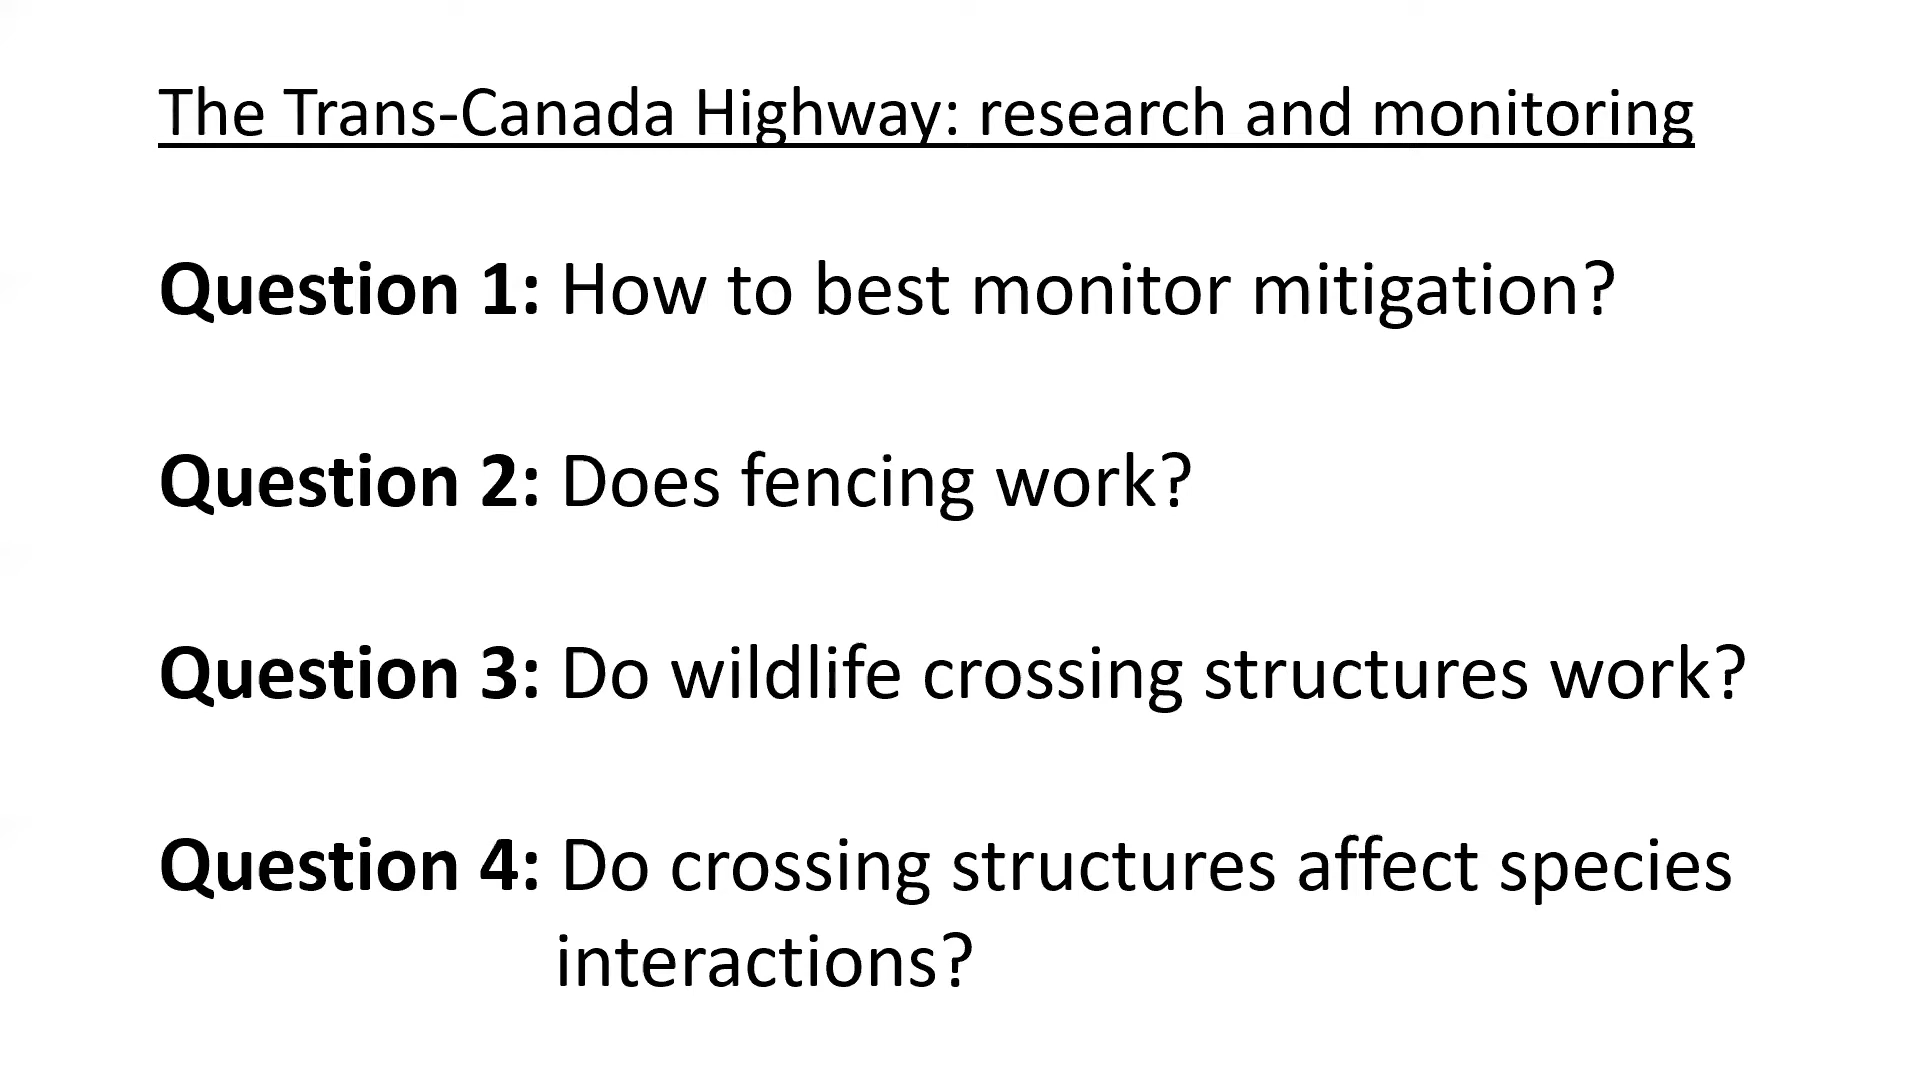 The Trans-Canada Highway: research and monitoring
Question 1: How to best monitor mitigation?
Question 2: Does fencing work?
Question 3: Do wildlife crossing structures work?
Question 4: Do crossing structures affect species
interactions?